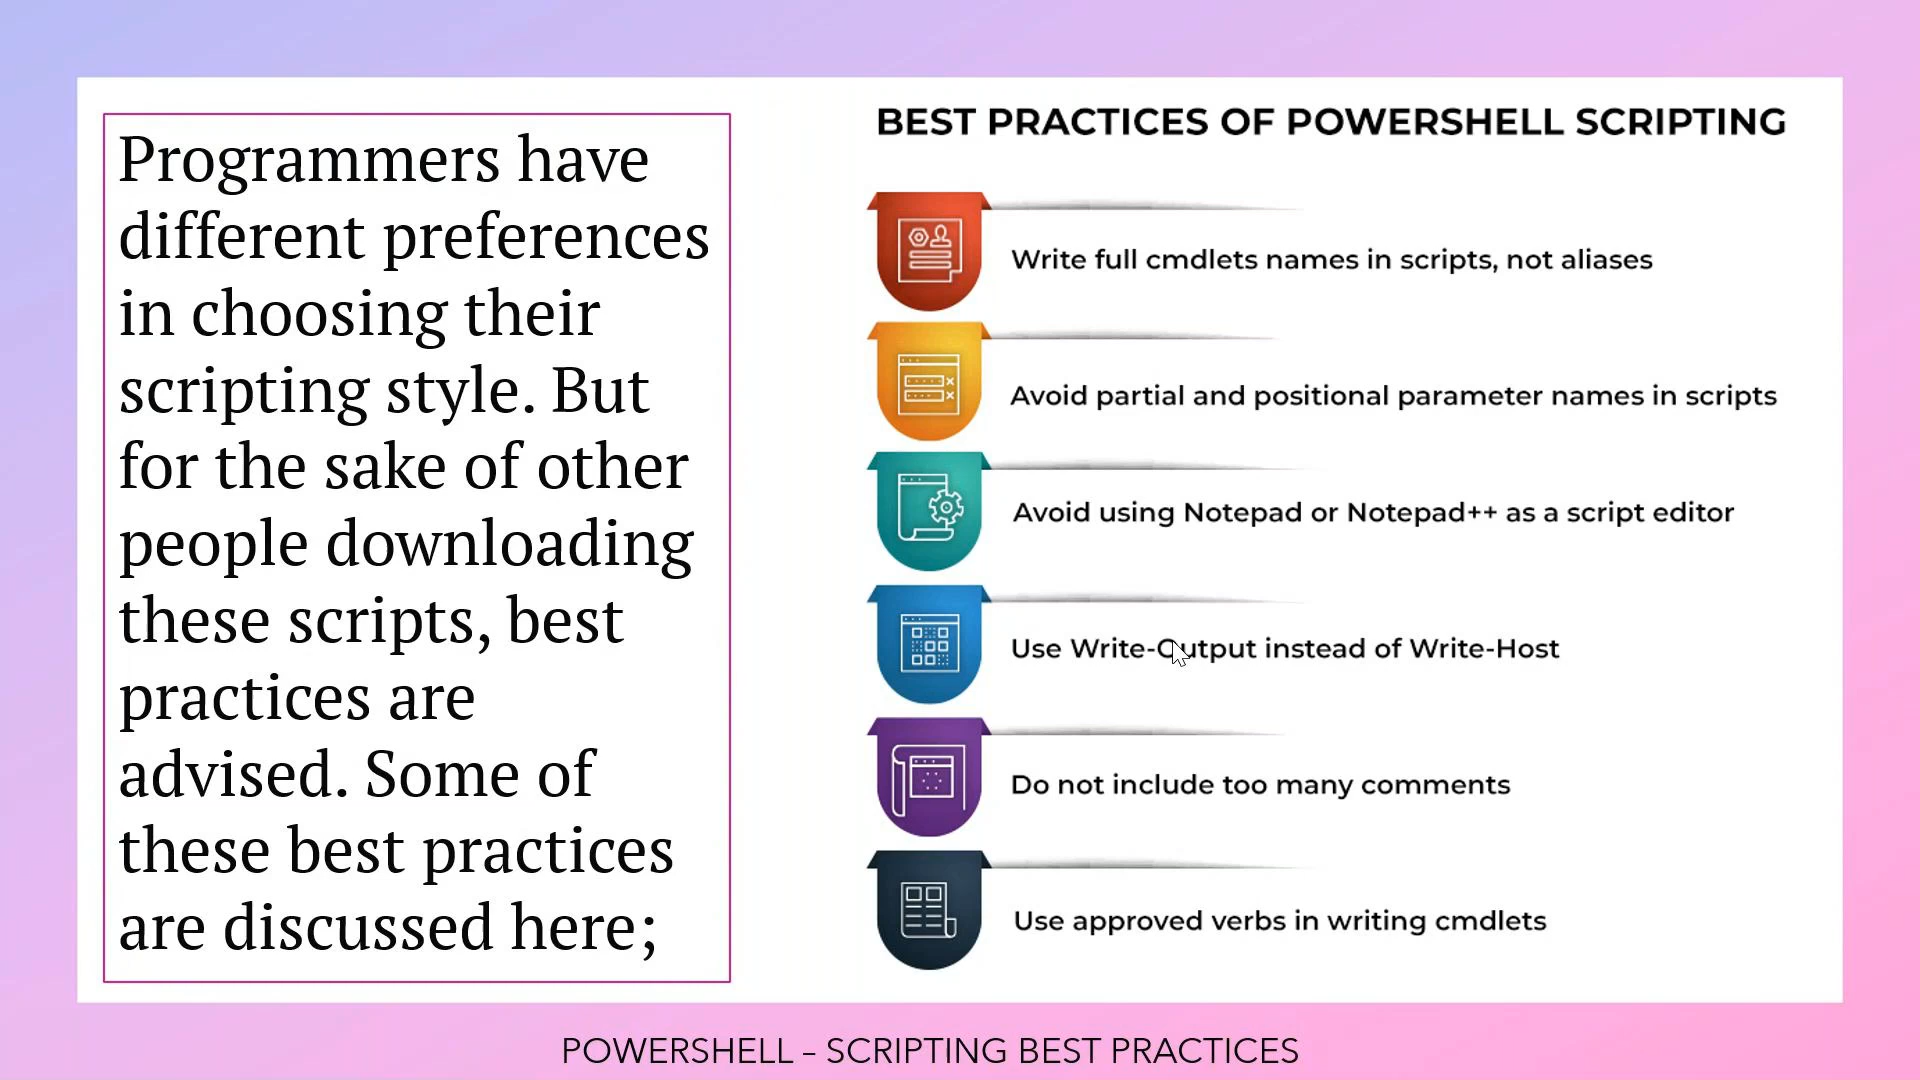 Programmers have
different preferences
in choosing their
scripting style. But
for the sake of other
people downloading
these scripts, best
practices are
advised. Some of
these best practices
are discussed here;
BEST PRACTICES OF POWERSHELL SCRIPTING
Write full cmdlets names in scripts, not aliases
Avoid partial and positional parameter names in scripts
Avoid using Notepad or Notepad++ as a script editor
Use Write-Output instead of Write-Host
Do not include too many comments
Use approved verbs in writing cmdlets
POWERSHELL – SCRIPTING BEST PRACTICES